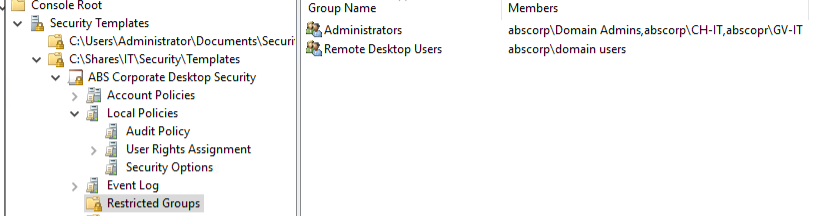 Console Root
Security Templates
C:\Users\Administrator\Documents\Securi
C:\Shares\IT\Security\Templates
ABS Corporate Desktop Security
Account Policies
Local Policies
Audit Policy
User Rights Assignment
Security Options
Event Log
Restricted Groups
Group Name Members
Administrators abscorp\Domain Admins,abscorp\CH-IT,abscopr\GV-IT
Remote Desktop Users abscorp\domain users